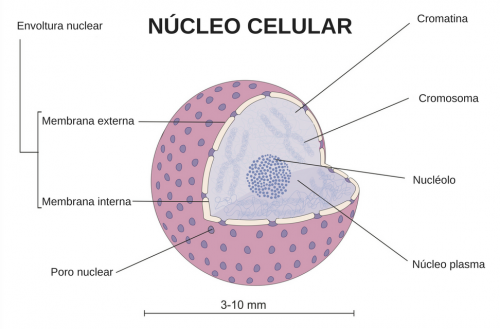 NÚCLEO CELULAR
Envoltura nuclear
Cromatina
Cromosoma
Membrana externa
Nucléolo
Membrana interna
Núcleo plasma
Poro nuclear
3-10 mm